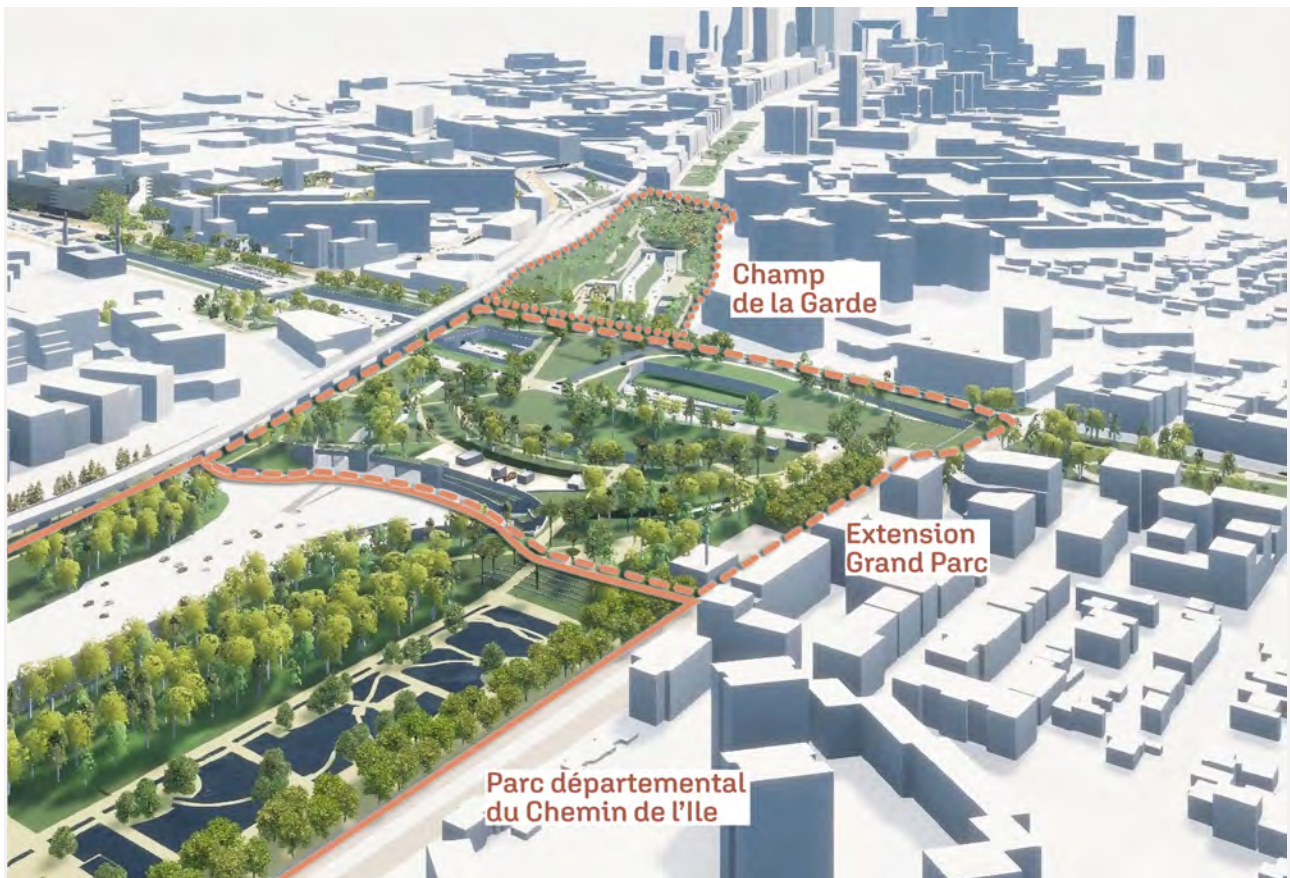 Champ
de la Garde
Extension
Grand Parc
Parc départemental
du Chemin de l'Ile